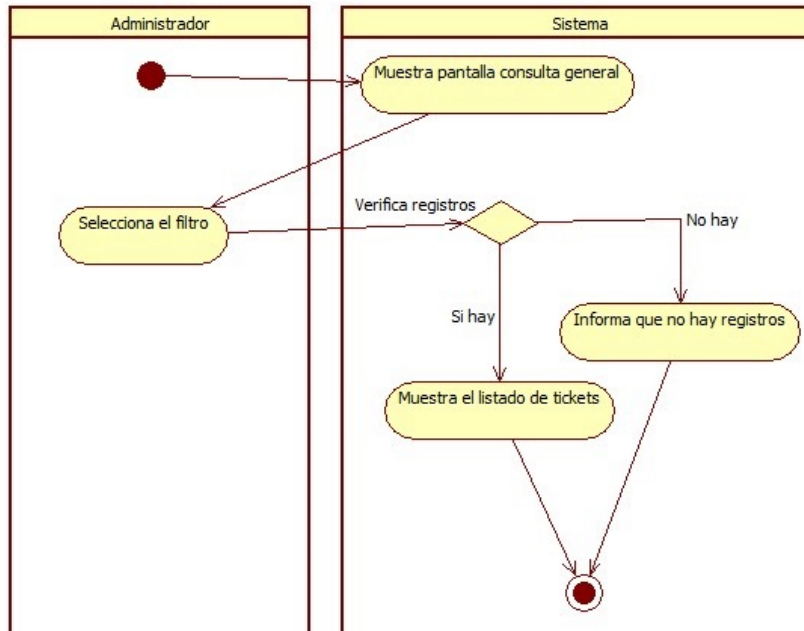 Administrador
Sistema
Muestra pantalla consulta general
Selecciona el filtro
Verifica registros
No hay
Si hay
Informa que no hay registros
Muestra el listado de tickets